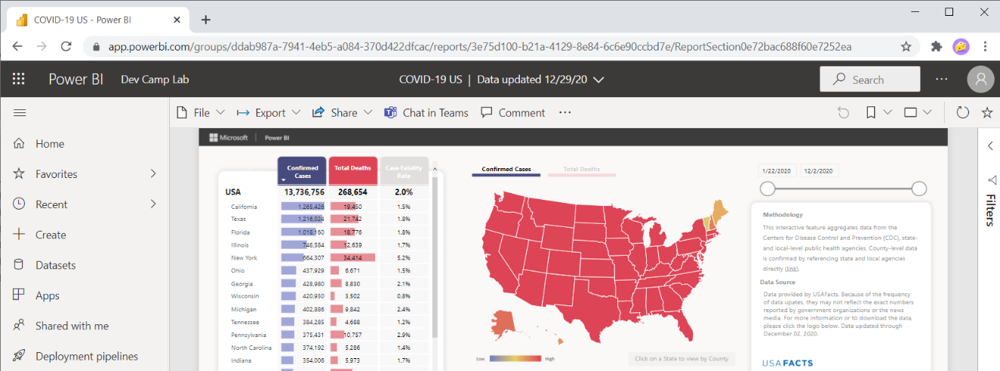 COVID-19 US - Power BI
app.powerbi.com/groups/ddab987a-7941-4eb5-a084-370d422dfcac/reports/3e75d100-b21a-4129-8e84-6c6e90ccbd7e/ReportSection0e72bac688f60e7252ea
Power BI Dev Camp Lab COVID-19 US | Data updated 12/29/20 Search
File Export Share Chat in Teams Comment
Home
Favorites
Recent
Create
Datasets
Apps
Shared with me
Deployment pipelines
Microsoft | Power BI
Confirmed Cases Total Deaths Case Fatality Rate
USA 13,736,756 268,654 2.0%
California 1,265,426 19,450 1.5%
Texas 1,216,024 21,742 1.8%
Florida 1,018,160 18,776 1.8%
Illinois 748,584 12,639 1.7%
New York 664,307 34,414 5.2%
Ohio 437,929 6,671 1.5%
Georgia 428,980 8,830 2.1%
Wisconsin 420,930 3,502 0.8%
Michigan 402,886 9,842 2.4%
Tennessee 384,285 4,688 1.2%
Pennsylvania 375,431 10,757 2.9%
North Carolina 374,192 5,286 1.4%
Indiana 354,006 5,973 1.7%
Confirmed Cases Total Deaths
Low High
Click on a State to view by County
1/22/2020 12/2/2020
Methodology
This interactive feature aggregates data from the
Centers for Disease Control and Prevention (CDC), state-
and local-level public health agencies. County-level data
is confirmed by referencing state and local agencies
directly (link).
Data Source
Data provided by USAFacts. Because of the frequency
of data upates, they may not reflect the exact numbers
reported by government organizations or the news
media. For more information or to download the data,
please click the logo below. Data updated through
December 02, 2020.
USAFACTS
Filters